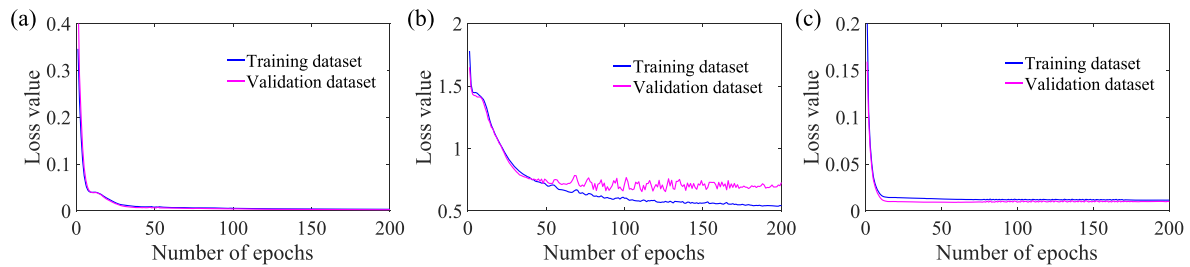 (a)
0.4
0.3
0.2
0.1
0
Loss value
Training dataset
Validation dataset
0 50 100 150 200
Number of epochs
(b)
2
1.5
1
0.5
Loss value
Training dataset
Validation dataset
0 50 100 150 200
Number of epochs
(c)
0.2
0.15
0.1
0.05
0
Loss value
Training dataset
Validation dataset
0 50 100 150 200
Number of epochs